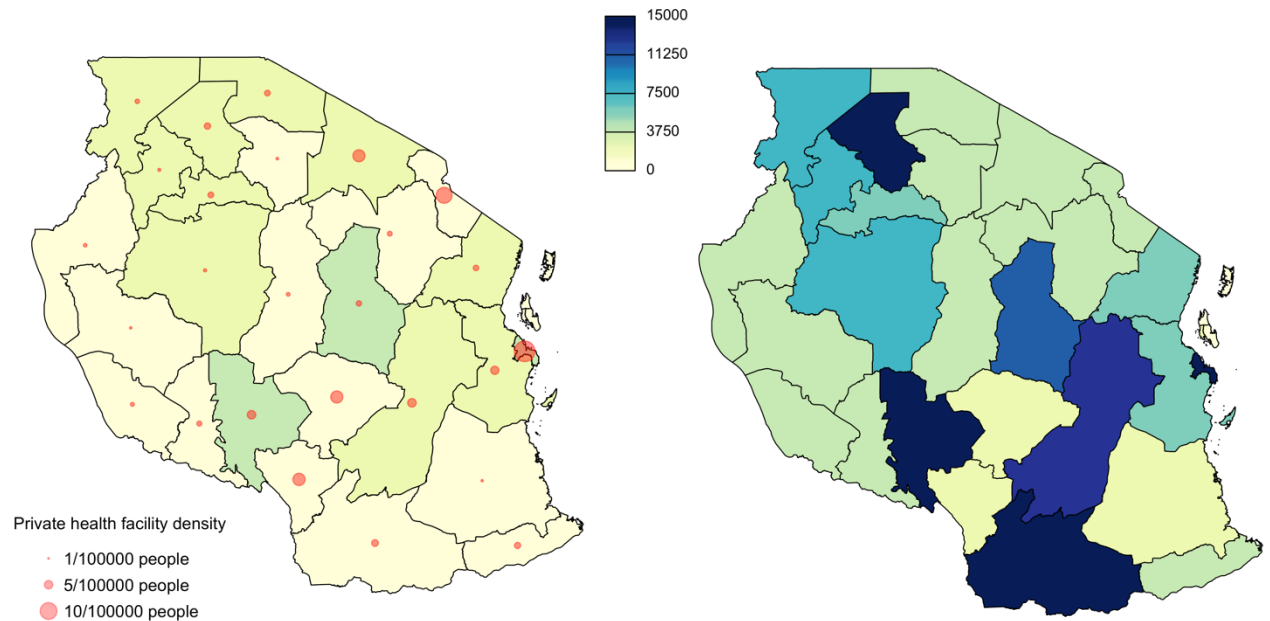 15000
11250
7500
3750
0
Private health facility density
1/100000 people
5/100000 people
10/100000 people